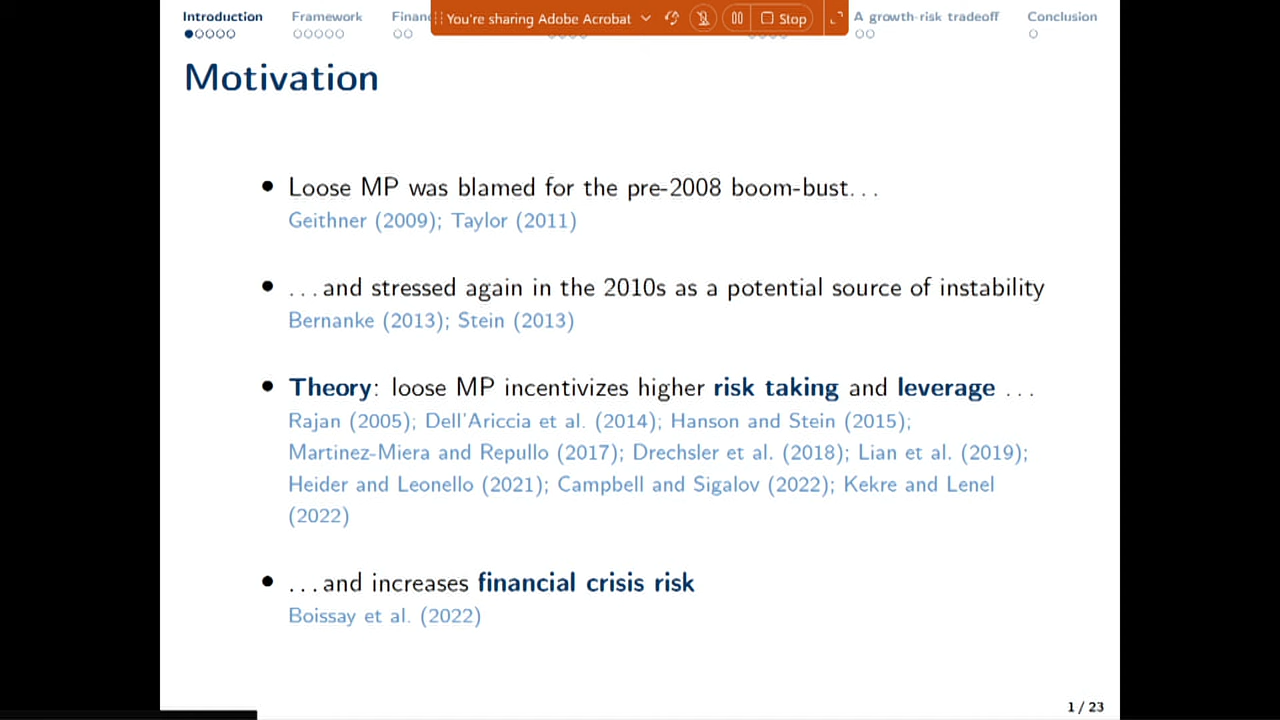 Introduction Framework Finan You're sharing Adobe Acrobat Stop A growth-risk tradeoff Conclusion
Motivation
• Loose MP was blamed for the pre-2008 boom-bust...
Geithner (2009); Taylor (2011)
• ...and stressed again in the 2010s as a potential source of instability
Bernanke (2013); Stein (2013)
• Theory: loose MP incentivizes higher risk taking and leverage ...
Rajan (2005); Dell'Ariccia et al. (2014); Hanson and Stein (2015);
Martinez-Miera and Repullo (2017); Drechsler et al. (2018); Lian et al. (2019);
Heider and Leonello (2021); Campbell and Sigalov (2022); Kekre and Lenel
(2022)
• ...and increases financial crisis risk
Boissay et al. (2022)
1 / 23